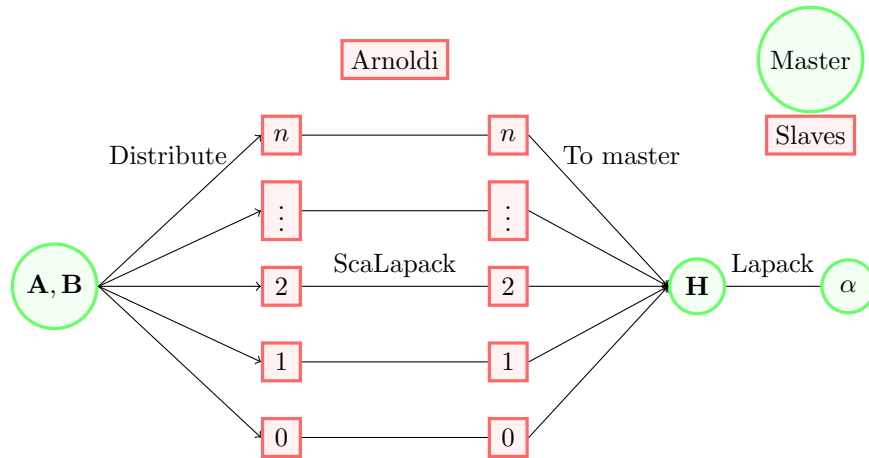 Arnoldi
Master
Slaves
n
n
Distribute
To master
⋮
⋮
A, B
2
ScaLapack
2
H
Lapack
α
1
1
0
0